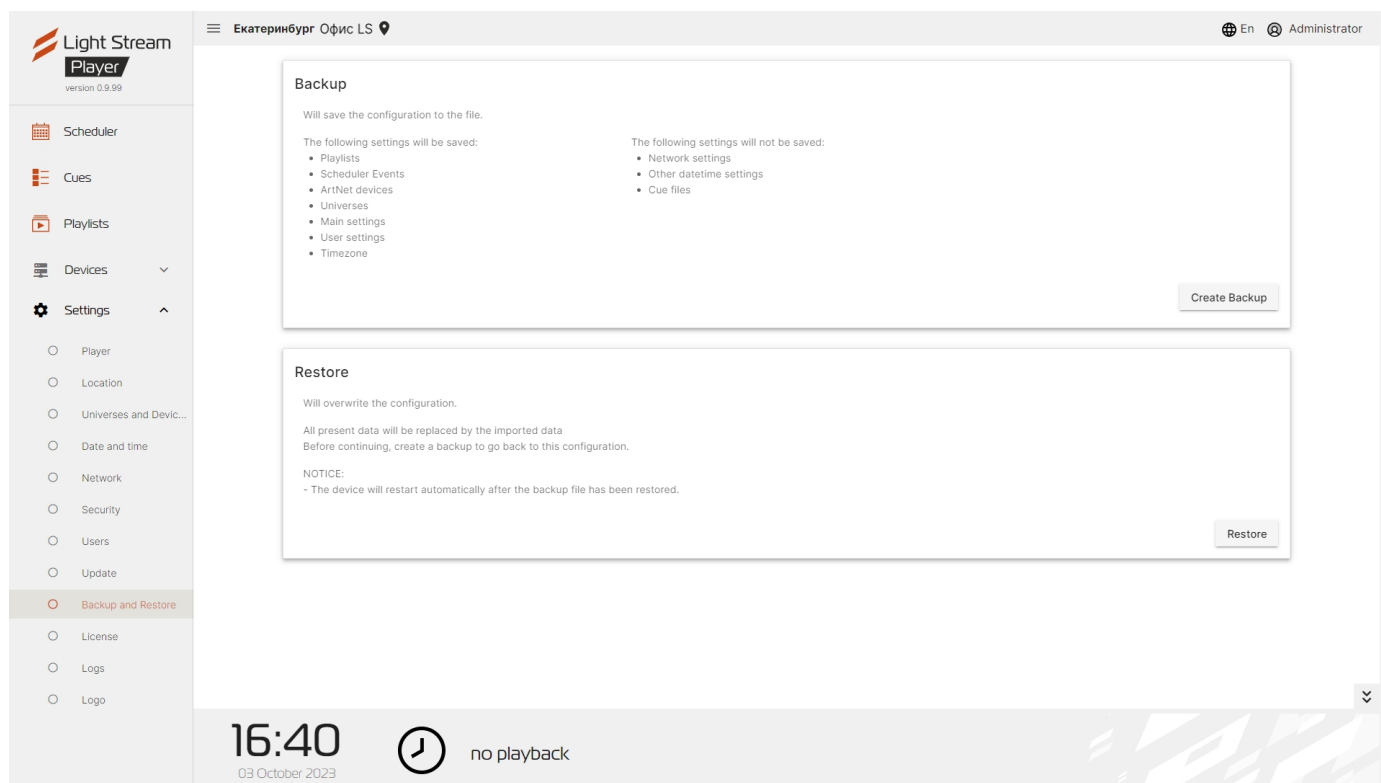 Light Stream
Player
version 0.9.99
Scheduler
Cues
Playlists
Devices
Settings
Player
Location
Universes and Devic...
Date and time
Network
Security
Users
Update
Backup and Restore
License
Logs
Logo
Екатеринбург Офис LS
En Administrator
Backup
Will save the configuration to the file.
The following settings will be saved:
• Playlists
• Scheduler Events
• ArtNet devices
• Universes
• Main settings
• User settings
• Timezone
The following settings will not be saved:
• Network settings
• Other datetime settings
• Cue files
Create Backup
Restore
Will overwrite the configuration.
All present data will be replaced by the imported data
Before continuing, create a backup to go back to this configuration.
NOTICE:
- The device will restart automatically after the backup file has been restored.
Restore
16:40
03 October 2023
no playback